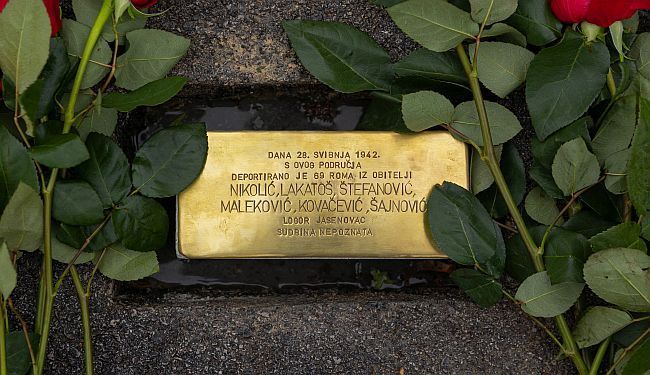 DANA 28. SVIBNJA 1942.
S OVOG PODRUČJA
DEPORTIRANO JE 69 ROMA IZ OBITELJI
NIKOLIĆ, LAKATOŠ, ŠTEFANOVIĆ,
MALEKOVIĆ, KOVAČEVIĆ, ŠAJNOVIĆ
LOGOR JASENOVAC
SUDBINA NEPOZNATA